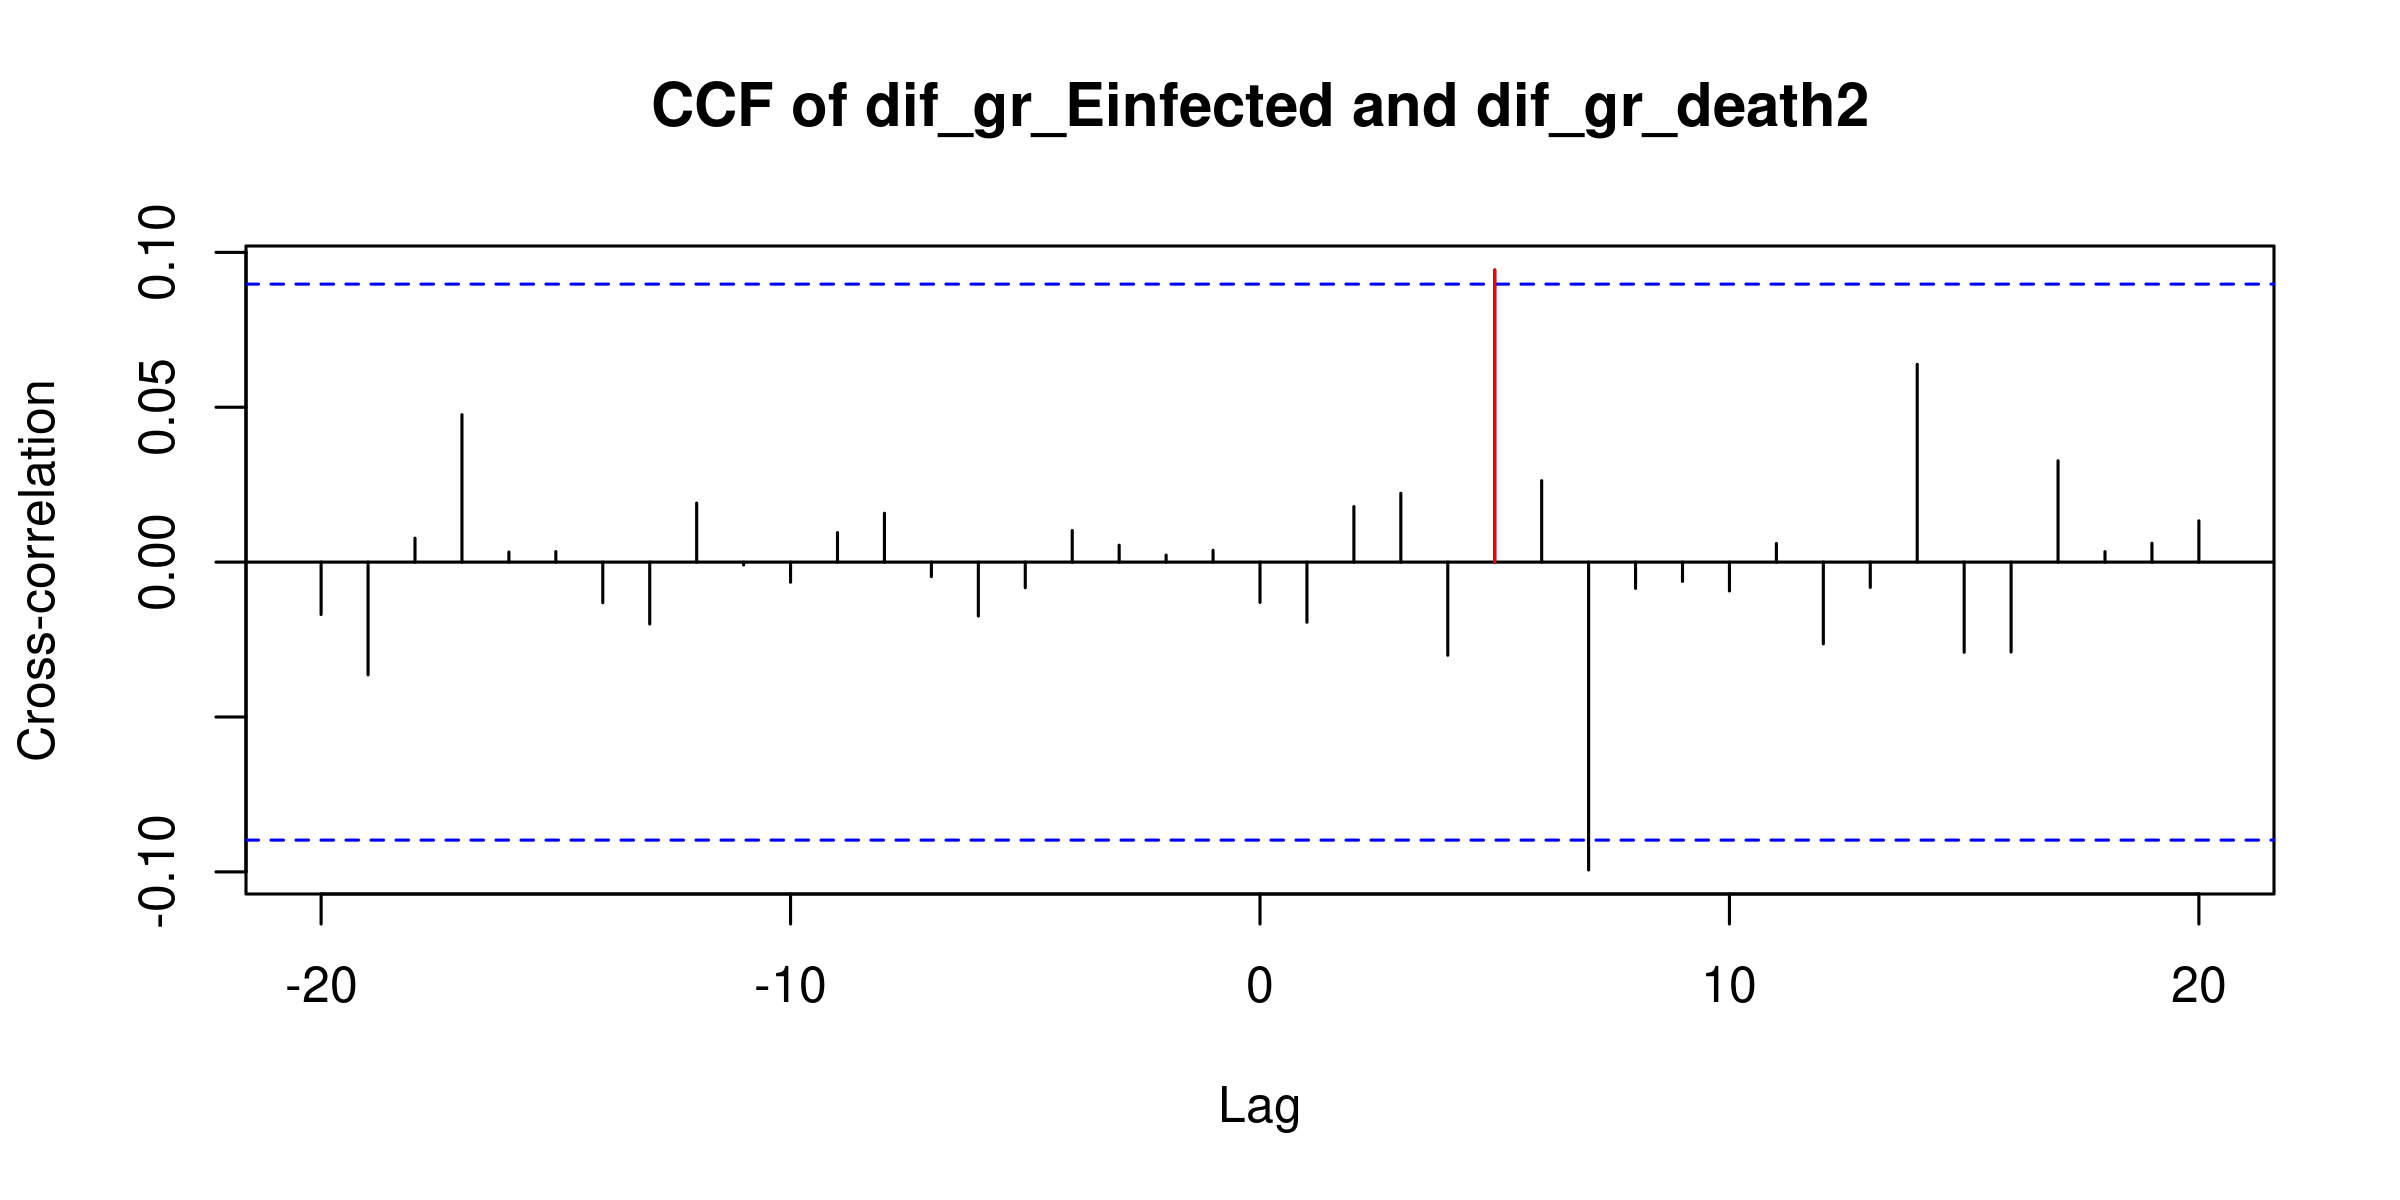 CCF of dif_gr_Einfected and dif_gr_death2
Cross-correlation
0.10
0.05
0.00
-0.10
-20 -10 0 10 20
Lag